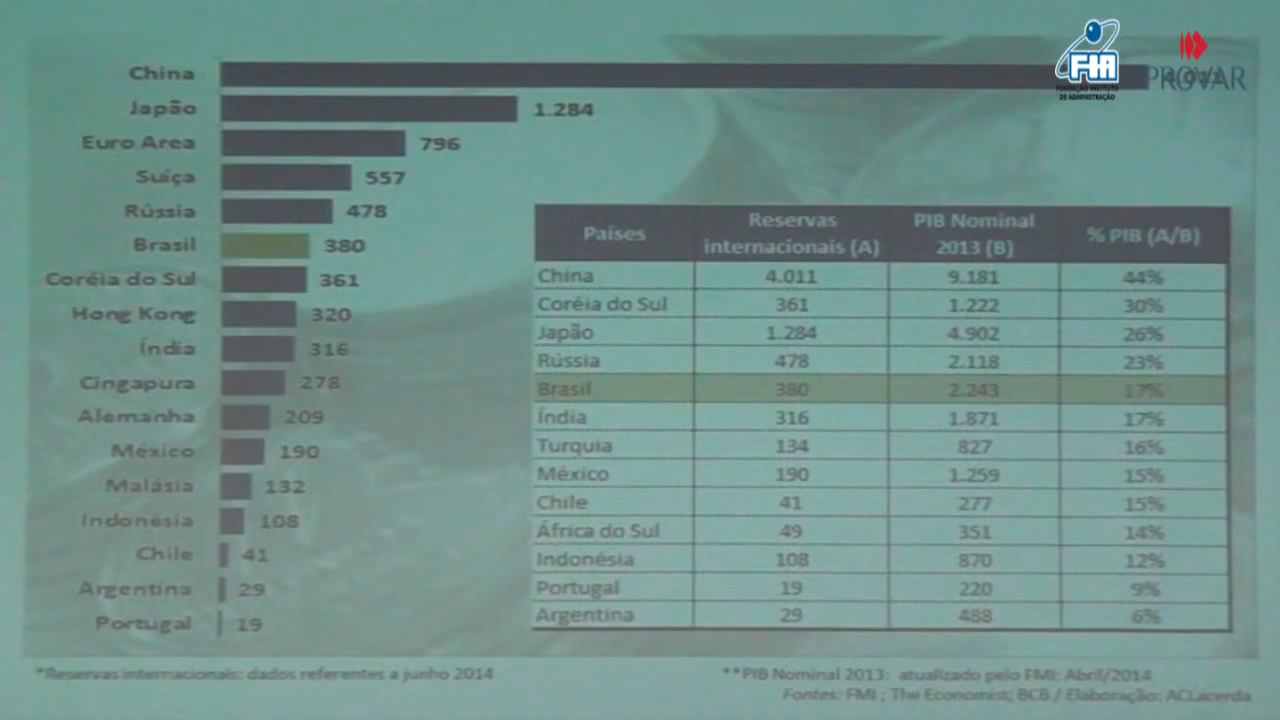 FIA
FUNDAÇÃO INSTITUTO
DE ADMINISTRAÇÃO
PROVAR
China
Japão 1.284
Euro Area 796
Suíça 557
Rússia 478
Brasil 380
Coréia do Sul 361
Hong Kong 320
Índia 316
Cingapura 278
Alemanha 209
México 190
Malásia 132
Indonésia 108
Chile 41
Argentina 29
Portugal 19
Países Reservas internacionais (A) PIB Nominal 2013 (B) % PIB (A/B)
China 4.011 9.181 44%
Coréia do Sul 361 1.222 30%
Japão 1.284 4.902 26%
Rússia 478 2.118 23%
Brasil 380 2.243 17%
Índia 316 1.871 17%
Turquia 134 827 16%
México 190 1.259 15%
Chile 41 277 15%
África do Sul 49 351 14%
Indonésia 108 870 12%
Portugal 19 220 9%
Argentina 29 488 6%
*Reservas internacionais: dados referentes a junho 2014
**PIB Nominal 2013: atualizado pelo FMI: Abril/2014
Fontes: FMI ; The Economist; BCB / Elaboração: ACLacerda